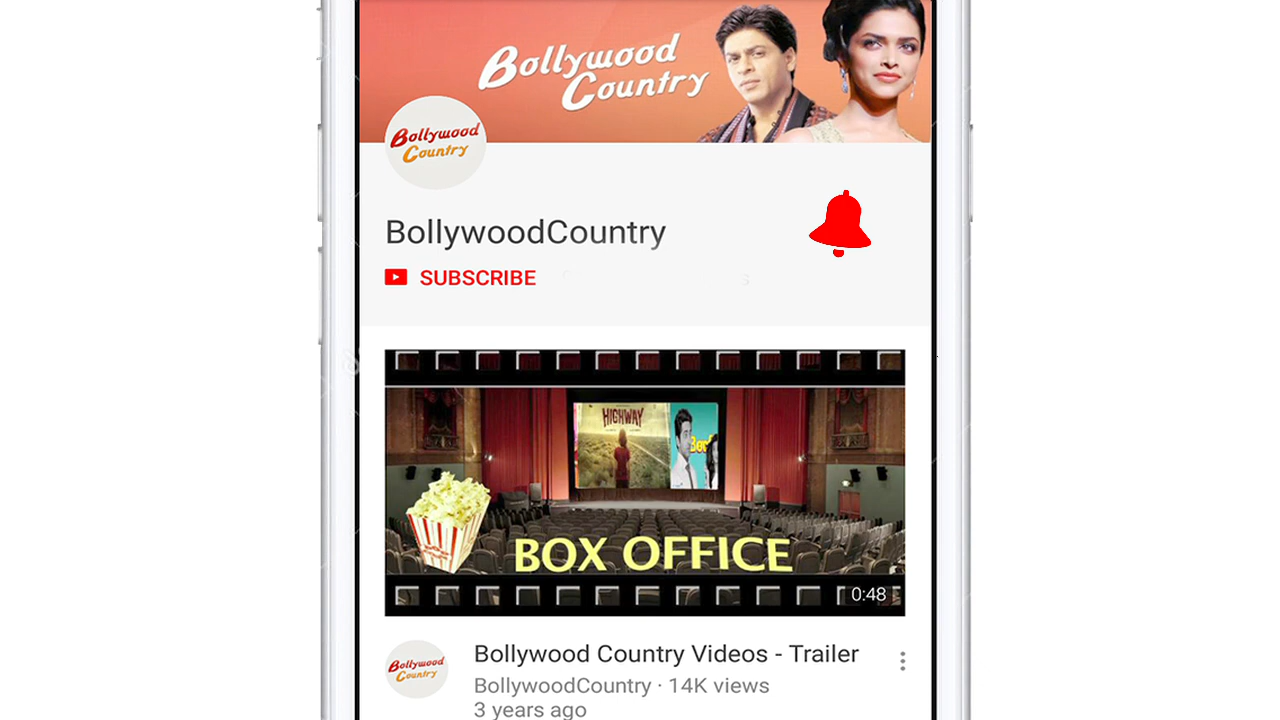 Bollywood
Country
Bollywood
Country
BollywoodCountry
SUBSCRIBE
HIGHWAY
BOX OFFICE
0:48
Bollywood Country Videos - Trailer
Bollywood
Country
BollywoodCountry · 14K views
3 years ago